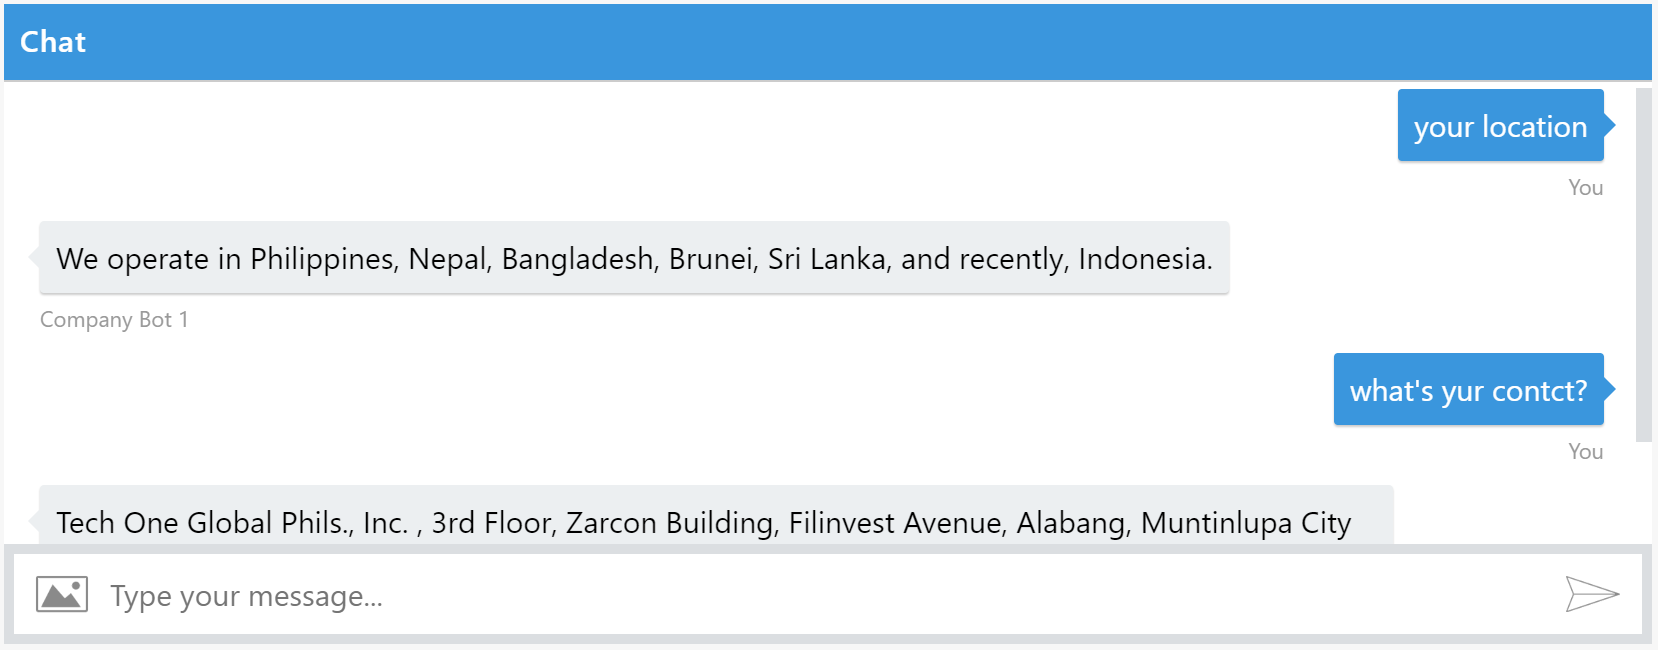 Chat
your location
You
We operate in Philippines, Nepal, Bangladesh, Brunei, Sri Lanka, and recently, Indonesia.
Company Bot 1
what's yur contct?
You
Tech One Global Phils., Inc. , 3rd Floor, Zarcon Building, Filinvest Avenue, Alabang, Muntinlupa City
Type your message...